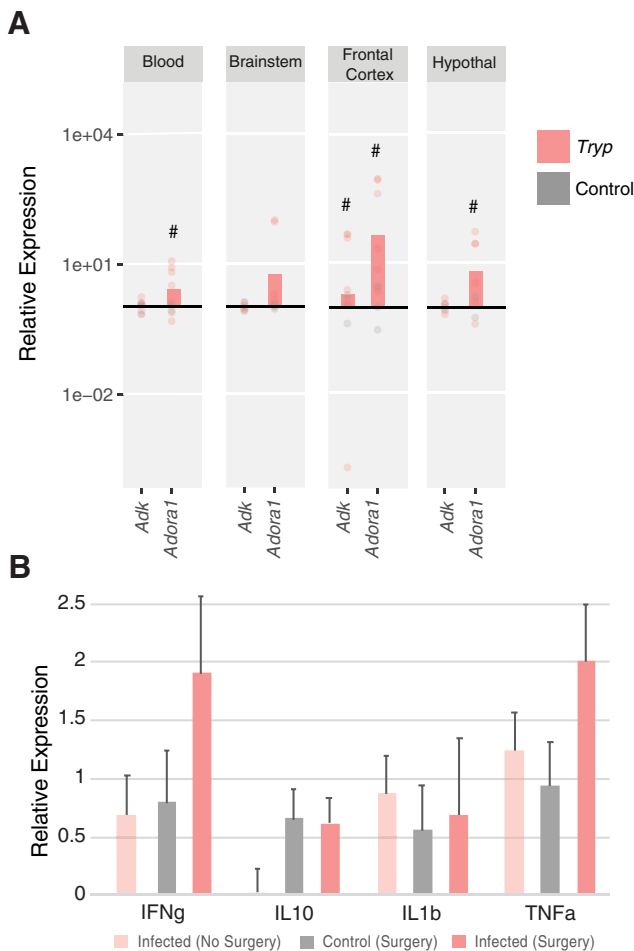 A
Blood Brainstem Frontal Cortex Hypothal
1e+04
1e+01
1e-02
Relative Expression
# # # #
Tryp
Control
Adk Adora1 Adk Adora1 Adk Adora1 Adk Adora1
B
2.5
2
1.5
1
0.5
0
Relative Expression
IFNg IL10 IL1b TNFa
Infected (No Surgery) Control (Surgery) Infected (Surgery)